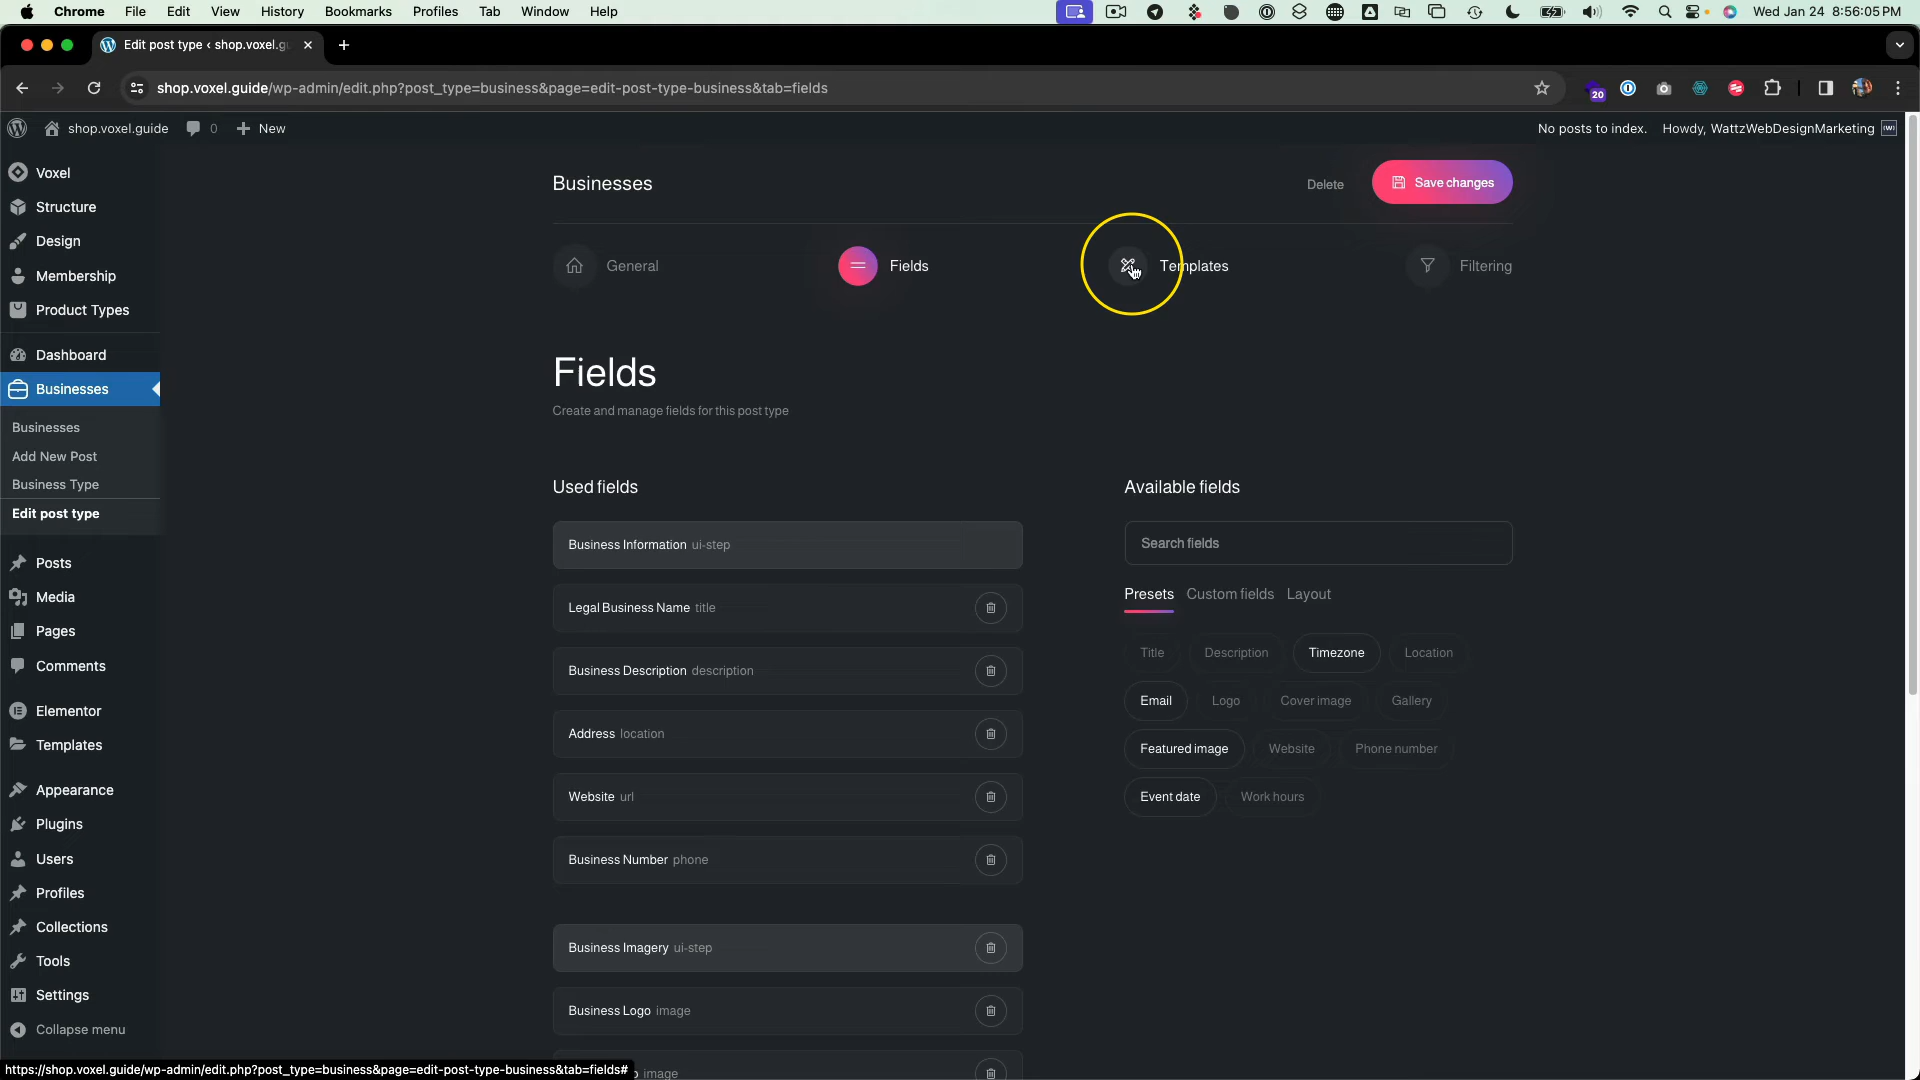 Chrome File Edit View History Bookmarks Profiles Tab Window Help Wed Jan 24 8:56:05 PM
Edit post type ‹ shop.voxel.gu
shop.voxel.guide/wp-admin/edit.php?post_type=business&page=edit-post-type-business&tab=fields 20
shop.voxel.guide 0 New No posts to index. Howdy, WattzWebDesignMarketing (W)
Voxel
Structure
Design
Membership
Product Types
Dashboard
Businesses
Businesses
Add New Post
Business Type
Edit post type
Posts
Media
Pages
Comments
Elementor
Templates
Appearance
Plugins
Users
Profiles
Collections
Tools
Settings
Collapse menu
Businesses Delete Save changes
General Fields Templates Filtering
Fields
Create and manage fields for this post type
Used fields
Business Information ui-step
Legal Business Name title
Business Description description
Address location
Website url
Business Number phone
Business Imagery ui-step
Business Logo image
image
Available fields
Search fields
Presets Custom fields Layout
Title Description Timezone Location
Email Logo Cover image Gallery
Featured image Website Phone number
Event date Work hours
https://shop.voxel.guide/wp-admin/edit.php?post_type=business&page=edit-post-type-business&tab=fields#